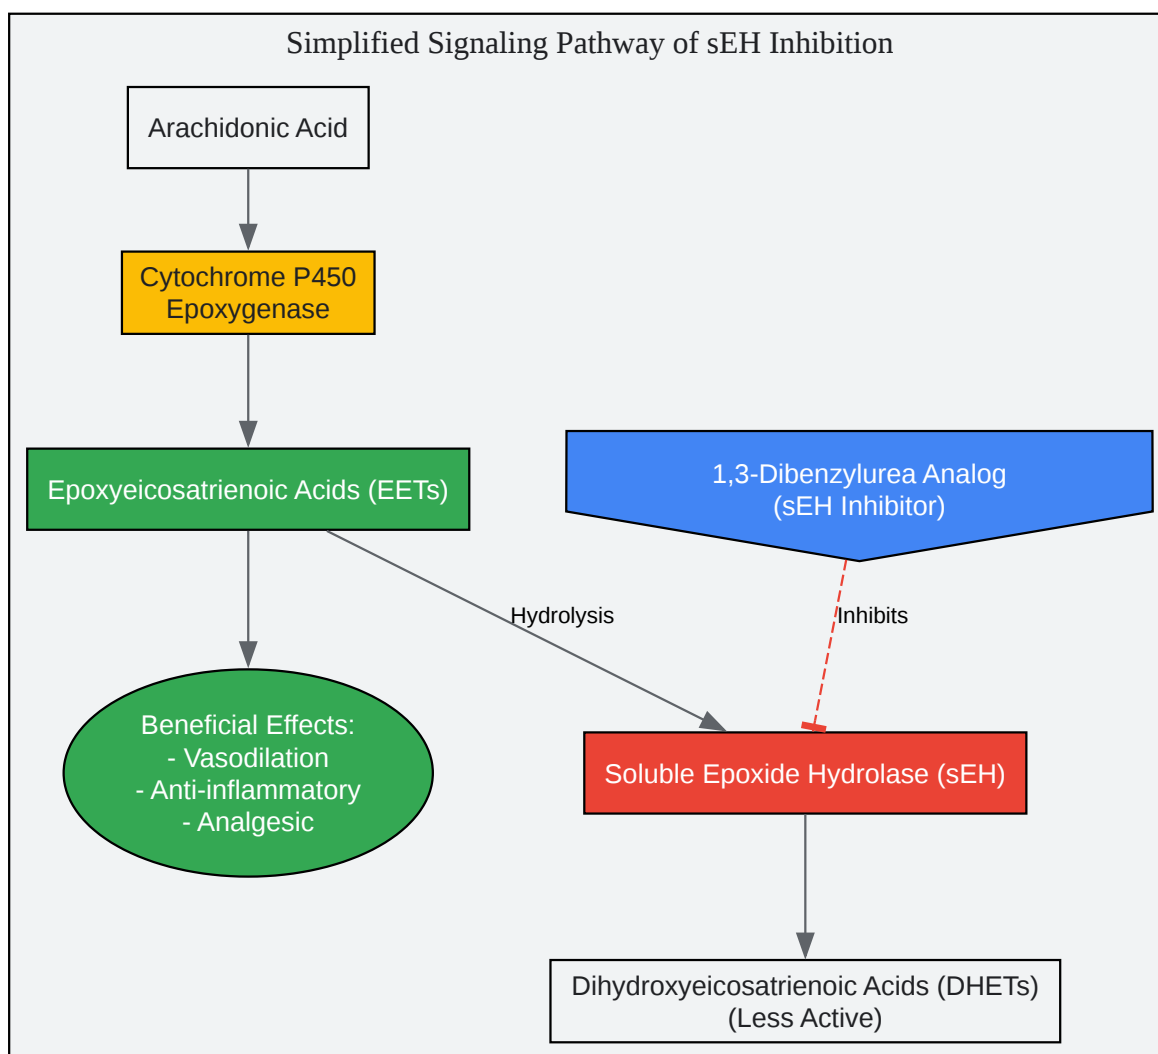 Simplified Signaling Pathway of sEH Inhibition
Arachidonic Acid
Cytochrome P450
Epoxygenase
Epoxyeicosatrienoic Acids (EETs)
1,3-Dibenzylurea Analog
(sEH Inhibitor)
Hydrolysis
Inhibits
Beneficial Effects:
- Vasodilation
- Anti-inflammatory
- Analgesic
Soluble Epoxide Hydrolase (sEH)
Dihydroxyeicosatrienoic Acids (DHETs)
(Less Active)